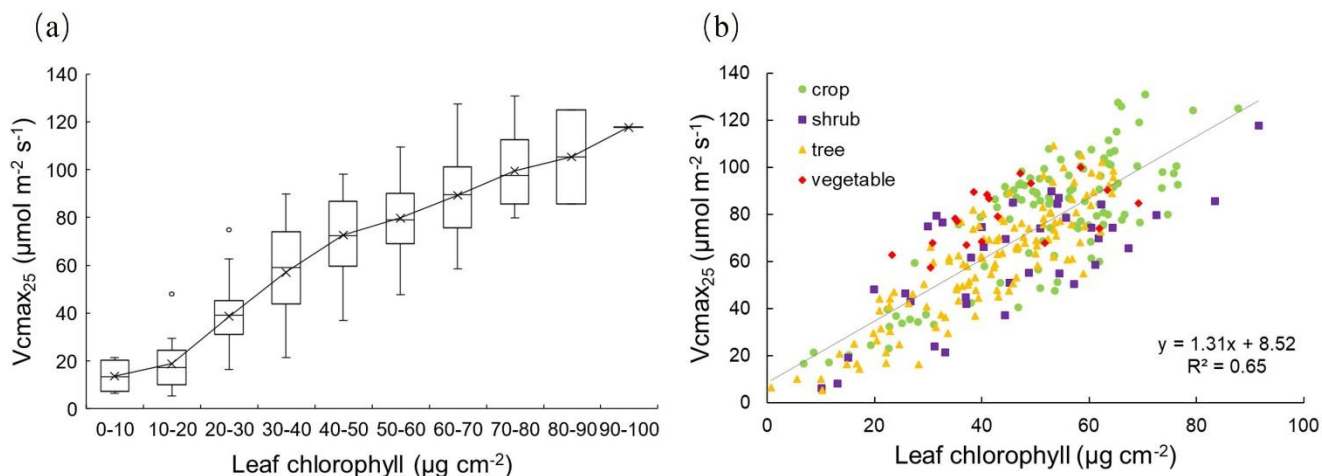 (a)
140
120
100
80
60
40
20
0
Vcmax₂₅ (µmol m⁻² s⁻¹)
0-10 10-20 20-30 30-40 40-50 50-60 60-70 70-80 80-90 90-100
Leaf chlorophyll (µg cm⁻²)
(b)
140
120
100
80
60
40
20
0
Vcmax₂₅ (µmol m⁻² s⁻¹)
crop
shrub
tree
vegetable
y = 1.31x + 8.52
R² = 0.65
0 20 40 60 80 100
Leaf chlorophyll (µg cm⁻²)